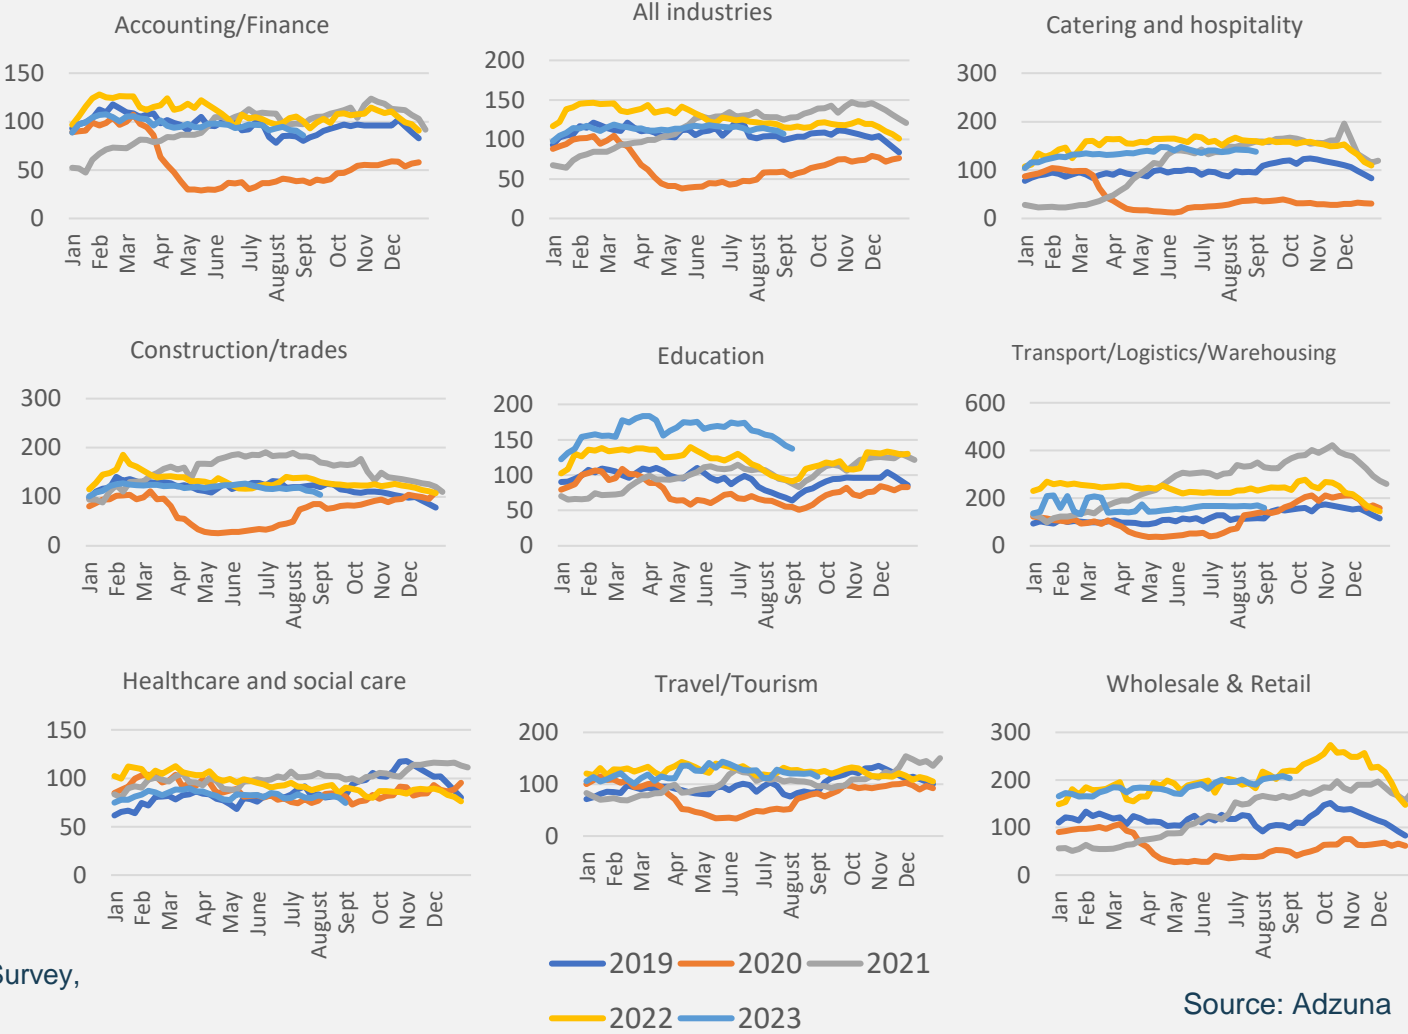 Accounting/Finance
150
100
50
0
Jan
Feb
Mar
Apr
May
June
July
August
Sept
Oct
Nov
Dec
All industries
200
150
100
50
0
Jan
Feb
Mar
Apr
May
June
July
August
Sept
Oct
Nov
Dec
Catering and hospitality
300
200
100
0
Jan
Feb
Mar
Apr
May
June
July
August
Sept
Oct
Nov
Dec
Construction/trades
300
200
100
0
Jan
Feb
Mar
Apr
May
June
July
August
Sept
Oct
Nov
Dec
Education
200
150
100
50
0
Jan
Feb
Mar
Apr
May
June
July
August
Sept
Oct
Nov
Dec
Transport/Logistics/Warehousing
600
400
200
0
Jan
Feb
Mar
Apr
May
June
July
August
Sept
Oct
Nov
Dec
Healthcare and social care
150
100
50
0
Jan
Feb
Mar
Apr
May
June
July
August
Sept
Oct
Nov
Dec
Travel/Tourism
200
100
0
Jan
Feb
Mar
Apr
May
June
July
August
Sept
Oct
Nov
Dec
Wholesale & Retail
300
200
100
0
Jan
Feb
Mar
Apr
May
June
July
August
Sept
Oct
Nov
Dec
2019 2020 2021
2022 2023
Survey,
Source: Adzuna